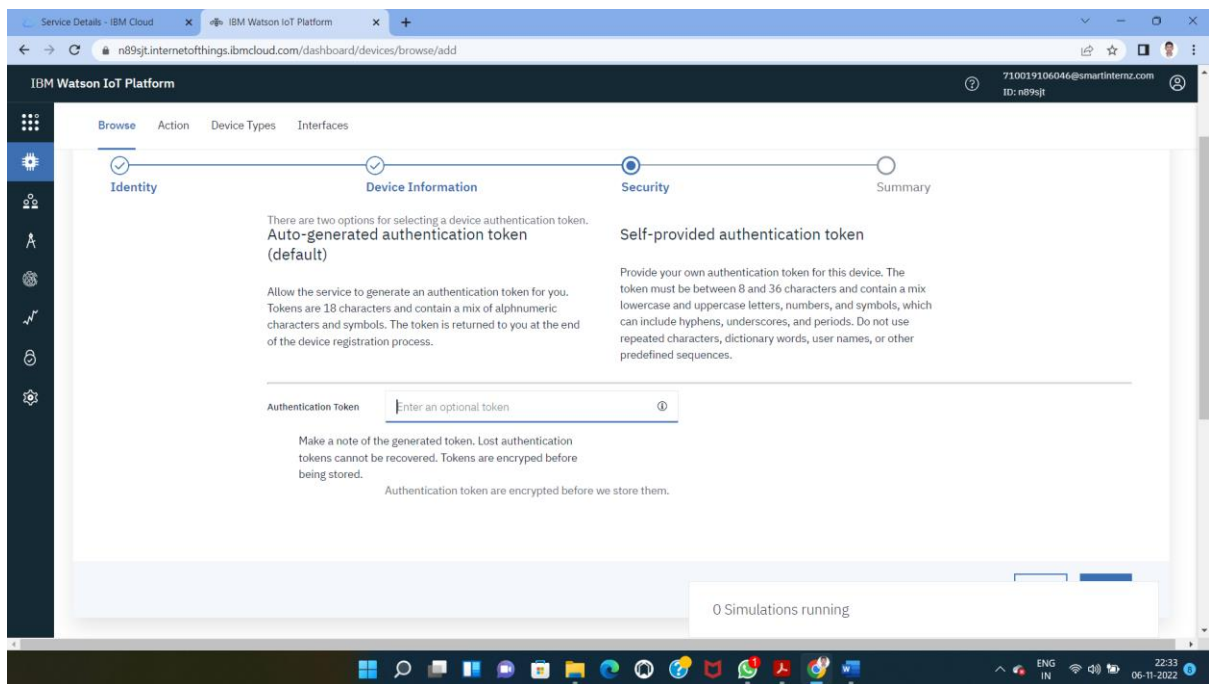 Service Details - IBM Cloud
IBM Watson IoT Platform
n89sjt.internetofthings.ibmcloud.com/dashboard/devices/browse/add
IBM Watson IoT Platform
710019106046@smartinternz.com
ID: n89sjt
Browse Action Device Types Interfaces
Identity
Device Information
Security
Summary
There are two options for selecting a device authentication token.
Auto-generated authentication token
(default)
Allow the service to generate an authentication token for you.
Tokens are 18 characters and contain a mix of alphnumeric
characters and symbols. The token is returned to you at the end
of the device registration process.
Self-provided authentication token
Provide your own authentication token for this device. The
token must be between 8 and 36 characters and contain a mix
lowercase and uppercase letters, numbers, and symbols, which
can include hyphens, underscores, and periods. Do not use
repeated characters, dictionary words, user names, or other
predefined sequences.
Authentication Token
Enter an optional token
Make a note of the generated token. Lost authentication
tokens cannot be recovered. Tokens are encryped before
being stored.
Authentication token are encrypted before we store them.
0 Simulations running
ENG
IN
22:33
06-11-2022